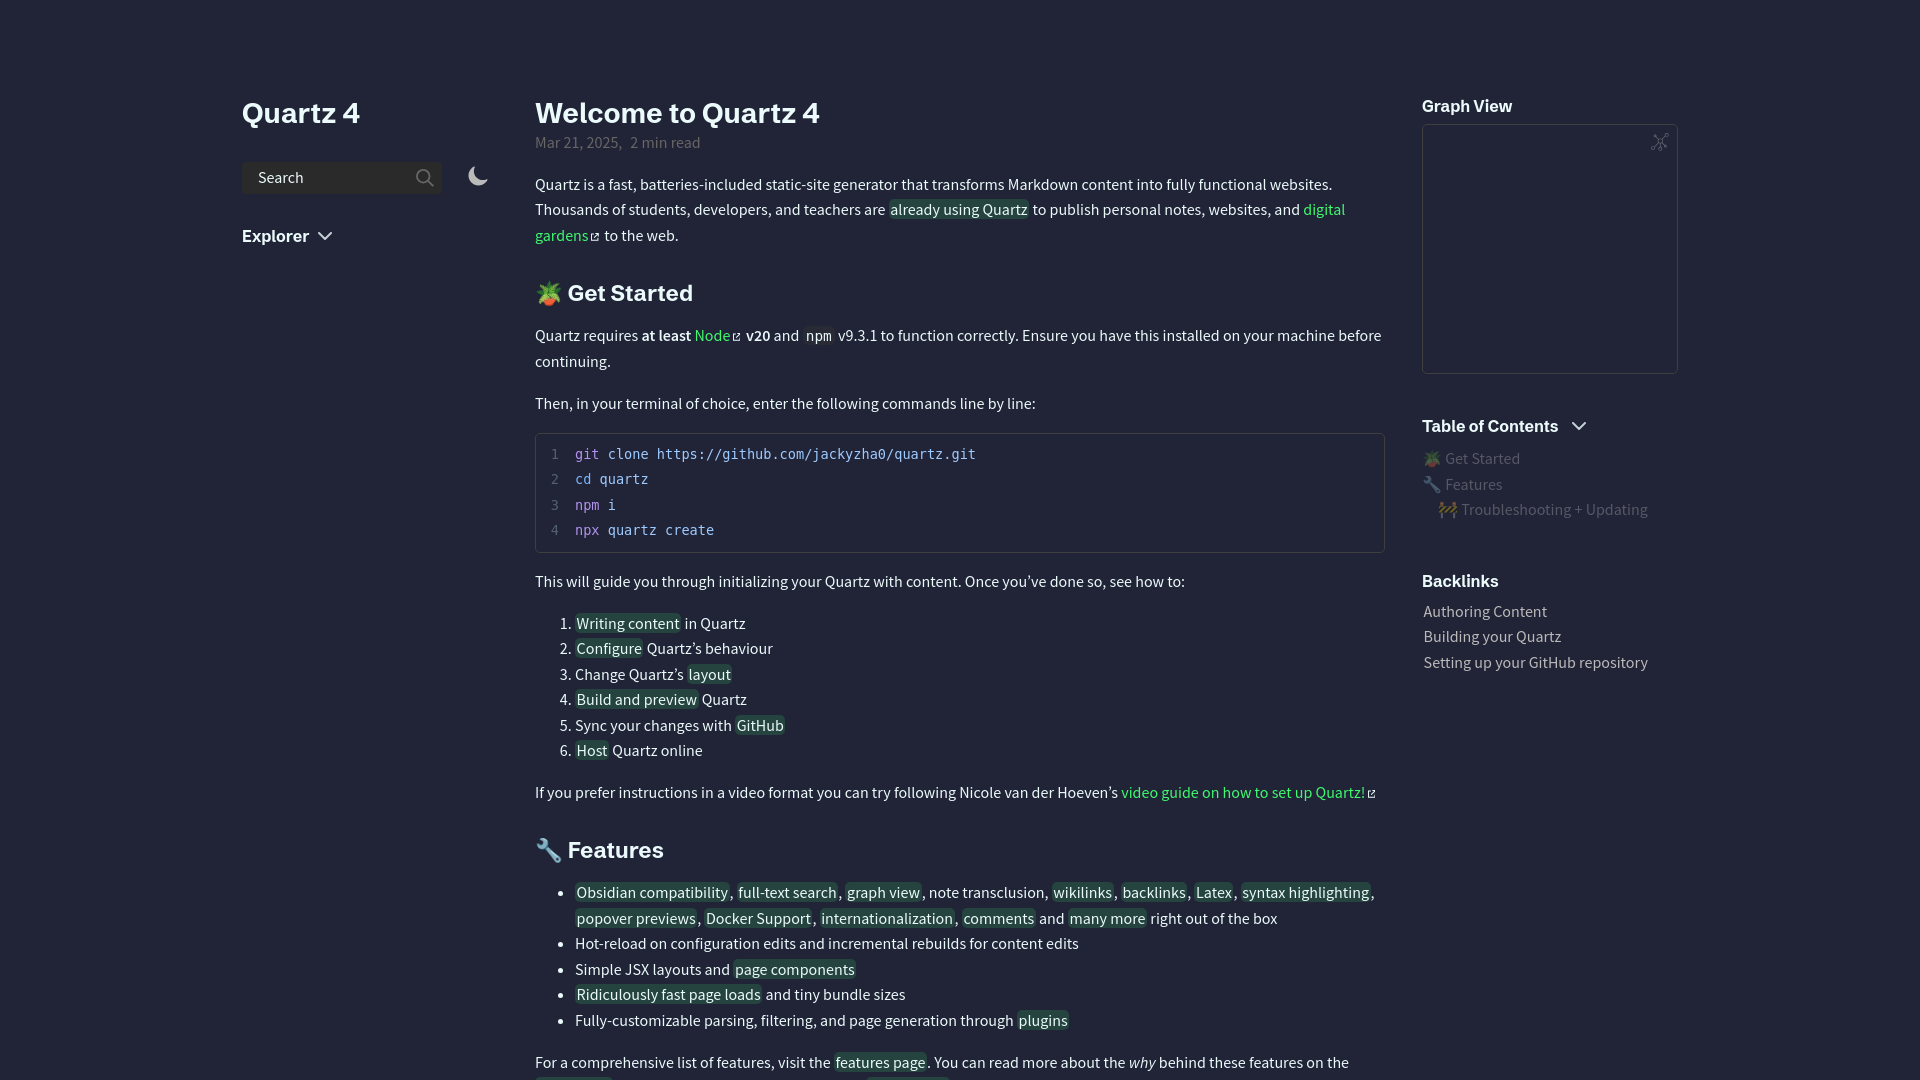 Quartz 4
Search
Explorer
Welcome to Quartz 4
Mar 21, 2025, 2 min read
Quartz is a fast, batteries-included static-site generator that transforms Markdown content into fully functional websites.
Thousands of students, developers, and teachers are already using Quartz to publish personal notes, websites, and digital
gardens to the web.
🪴 Get Started
Quartz requires at least Node v20 and npm v9.3.1 to function correctly. Ensure you have this installed on your machine before
continuing.
Then, in your terminal of choice, enter the following commands line by line:
1 git clone https://github.com/jackyzha0/quartz.git
2 cd quartz
3 npm i
4 npx quartz create
This will guide you through initializing your Quartz with content. Once you’ve done so, see how to:
1. Writing content in Quartz
2. Configure Quartz’s behaviour
3. Change Quartz’s layout
4. Build and preview Quartz
5. Sync your changes with GitHub
6. Host Quartz online
If you prefer instructions in a video format you can try following Nicole van der Hoeven’s video guide on how to set up Quartz!
🔧 Features
• Obsidian compatibility, full-text search, graph view, note transclusion, wikilinks, backlinks, Latex, syntax highlighting,
popover previews, Docker Support, internationalization, comments and many more right out of the box
• Hot-reload on configuration edits and incremental rebuilds for content edits
• Simple JSX layouts and page components
• Ridiculously fast page loads and tiny bundle sizes
• Fully-customizable parsing, filtering, and page generation through plugins
For a comprehensive list of features, visit the features page. You can read more about the why behind these features on the
Graph View
Table of Contents
🪴 Get Started
🔧 Features
🚧 Troubleshooting + Updating
Backlinks
Authoring Content
Building your Quartz
Setting up your GitHub repository